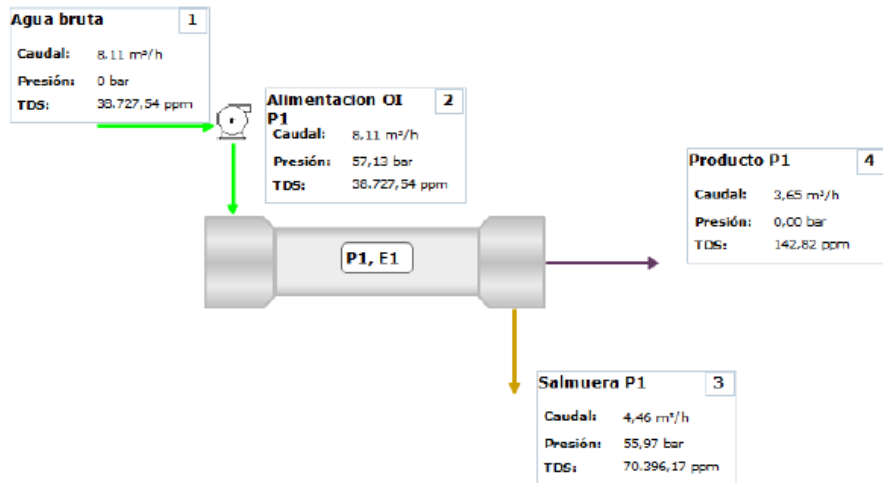 Agua bruta 1
Caudal: 8,11 m³/h
Presión: 0 bar
TDS: 38.727,54 ppm
Alimentacion OI 2
P1
Caudal: 8,11 m³/h
Presión: 57,13 bar
TDS: 38.727,54 ppm
Producto P1 4
Caudal: 3,65 m³/h
Presión: 0,00 bar
TDS: 142,82 ppm
P1, E1
Salmuera P1 3
Caudal: 4,46 m³/h
Presión: 55,97 bar
TDS: 70.396,17 ppm